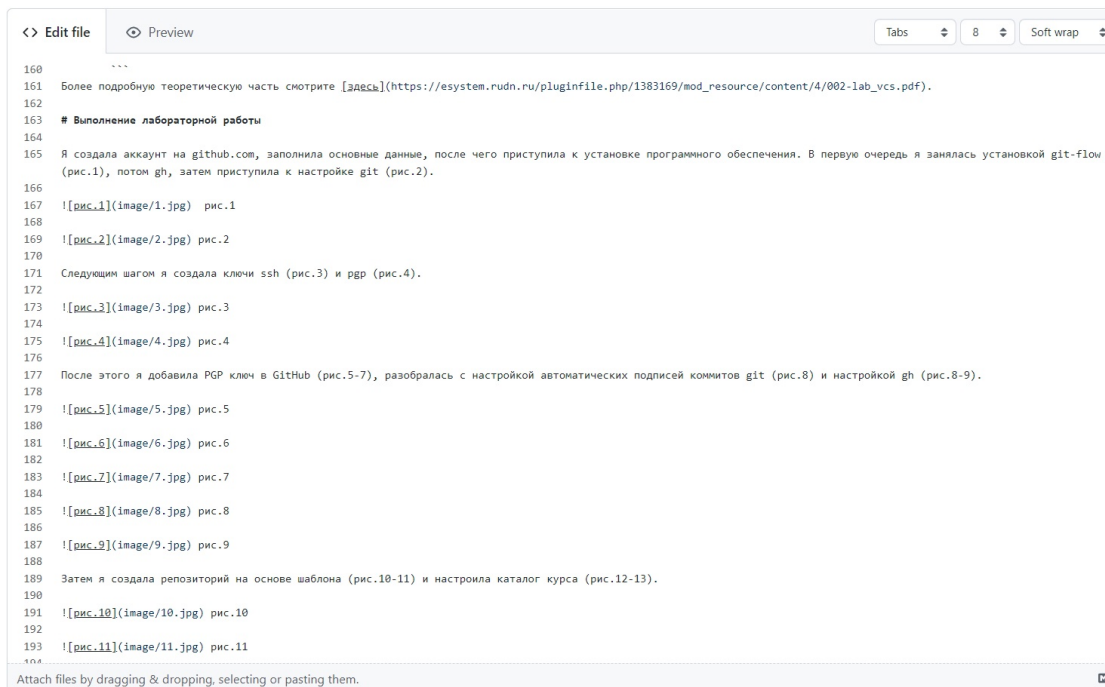 <> Edit file Preview Tabs 8 Soft wrap
160 ```
161 Более подробную теоретическую часть смотрите [здесь](https://esystem.rudn.ru/pluginfile.php/1383169/mod_resource/content/4/002-lab_vcs.pdf).
162
163 # Выполнение лабораторной работы
164
165 Я создала аккаунт на github.com, заполнила основные данные, после чего приступила к установке программного обеспечения. В первую очередь я занялась установкой git-flow
(рис.1), потом gh, затем приступила к настройке git (рис.2).
166
167 ![рис.1](image/1.jpg)  рис.1
168
169 ![рис.2](image/2.jpg) рис.2
170
171 Следующим шагом я создала ключи ssh (рис.3) и pgp (рис.4).
172
173 ![рис.3](image/3.jpg) рис.3
174
175 ![рис.4](image/4.jpg) рис.4
176
177 После этого я добавила PGP ключ в GitHub (рис.5-7), разобралась с настройкой автоматических подписей коммитов git (рис.8) и настройкой gh (рис.8-9).
178
179 ![рис.5](image/5.jpg) рис.5
180
181 ![рис.6](image/6.jpg) рис.6
182
183 ![рис.7](image/7.jpg) рис.7
184
185 ![рис.8](image/8.jpg) рис.8
186
187 ![рис.9](image/9.jpg) рис.9
188
189 Затем я создала репозиторий на основе шаблона (рис.10-11) и настроила каталог курса (рис.12-13).
190
191 ![рис.10](image/10.jpg) рис.10
192
193 ![рис.11](image/11.jpg) рис.11
194
Attach files by dragging & dropping, selecting or pasting them.